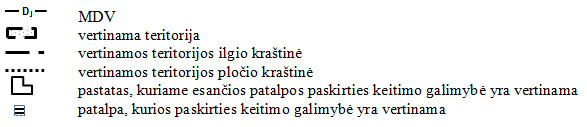 Dj MDV
vertinama teritorija
vertinamos teritorijos ilgio kraštinė
vertinamos teritorijos pločio kraštinė
pastatas, kuriame esančios patalpos paskirties keitimo galimybė yra vertinama
patalpa, kurios paskirties keitimo galimybė yra vertinama